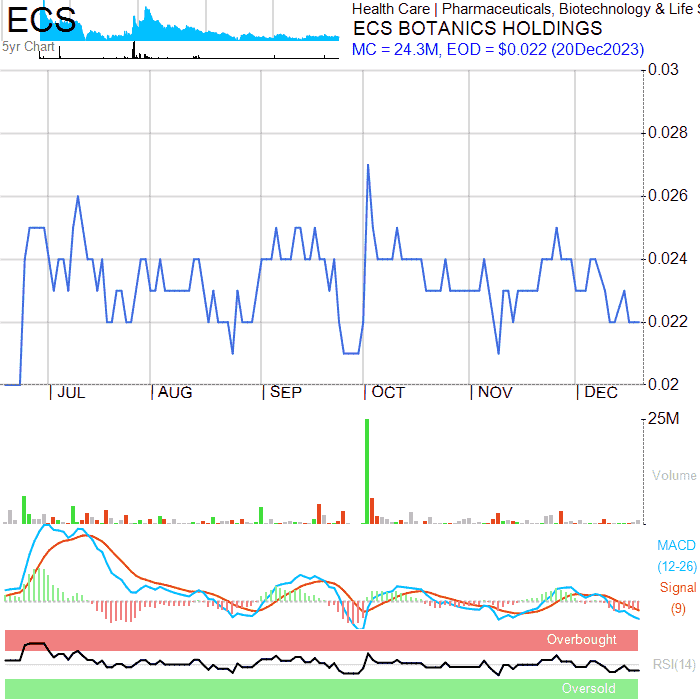 ECS
5yr Chart
Health Care | Pharmaceuticals, Biotechnology & Life
ECS BOTANICS HOLDINGS
MC = 24.3M, EOD = $0.022 (20Dec2023)
0.03
0.028
0.026
0.024
0.022
0.02
JUL AUG SEP OCT NOV DEC
25M
Volume
MACD
(12-26)
Signal
(9)
Overbought
RSI(14)
Oversold